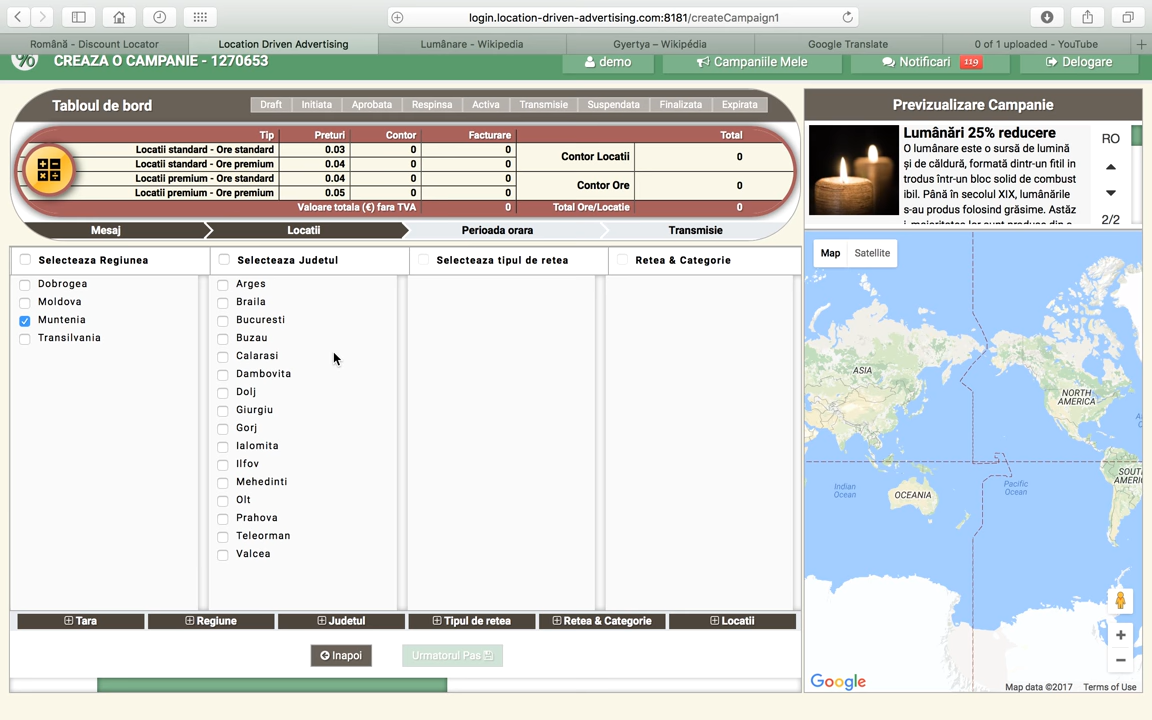 login.location-driven-advertising.com:8181/createCampaign1
Română - Discount Locator
Location Driven Advertising
Lumânare - Wikipedia
Gyertya – Wikipédia
Google Translate
0 of 1 uploaded - YouTube
CREAZA O CAMPANIE - 1270653
demo
Campaniile Mele
Notificari 119
Delogare
Tabloul de bord
Draft Initiata Aprobata Respinsa Activa Transmisie Suspendata Finalizata Expirata
Tip Preturi Contor Facturare Total
Locatii standard - Ore standard 0.03 0 0
Locatii standard - Ore premium 0.04 0 0
Contor Locatii 0
Locatii premium - Ore standard 0.04 0 0
Locatii premium - Ore premium 0.05 0 0
Contor Ore 0
Valoare totala (€) fara TVA 0 Total Ore/Locatie 0
Mesaj Locatii Perioada orara Transmisie
Selecteaza Regiunea
Dobrogea
Moldova
Muntenia
Transilvania
Selecteaza Judetul
Arges
Braila
Bucuresti
Buzau
Calarasi
Dambovita
Dolj
Giurgiu
Gorj
Ialomita
Ilfov
Mehedinti
Olt
Prahova
Teleorman
Valcea
Selecteaza tipul de retea
Retea & Categorie
Tara Regiune Judetul Tipul de retea Retea & Categorie Locatii
Inapoi Urmatorul Pas
Previzualizare Campanie
Lumânări 25% reducere
O lumânare este o sursă de lumină
și de căldură, formată dintr-un fitil in
trodus într-un bloc solid de combust
ibil. Până în secolul XIX, lumânările
s-au produs folosind grăsime. Astăz
RO
2/2
Map Satellite
ASIA
NORTH
AMERICA
Indian
Ocean
OCEANIA
Pacific
Ocean
Google
Map data ©2017 Terms of Use